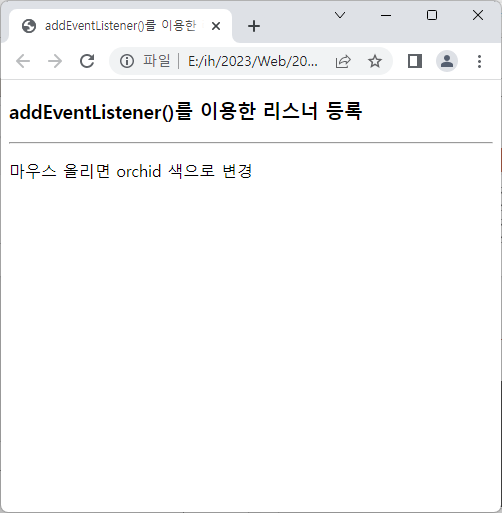 addEventListener()를 이용한
파일 | E:/ih/2023/Web/20...
addEventListener()를 이용한 리스너 등록
마우스 올리면 orchid 색으로 변경